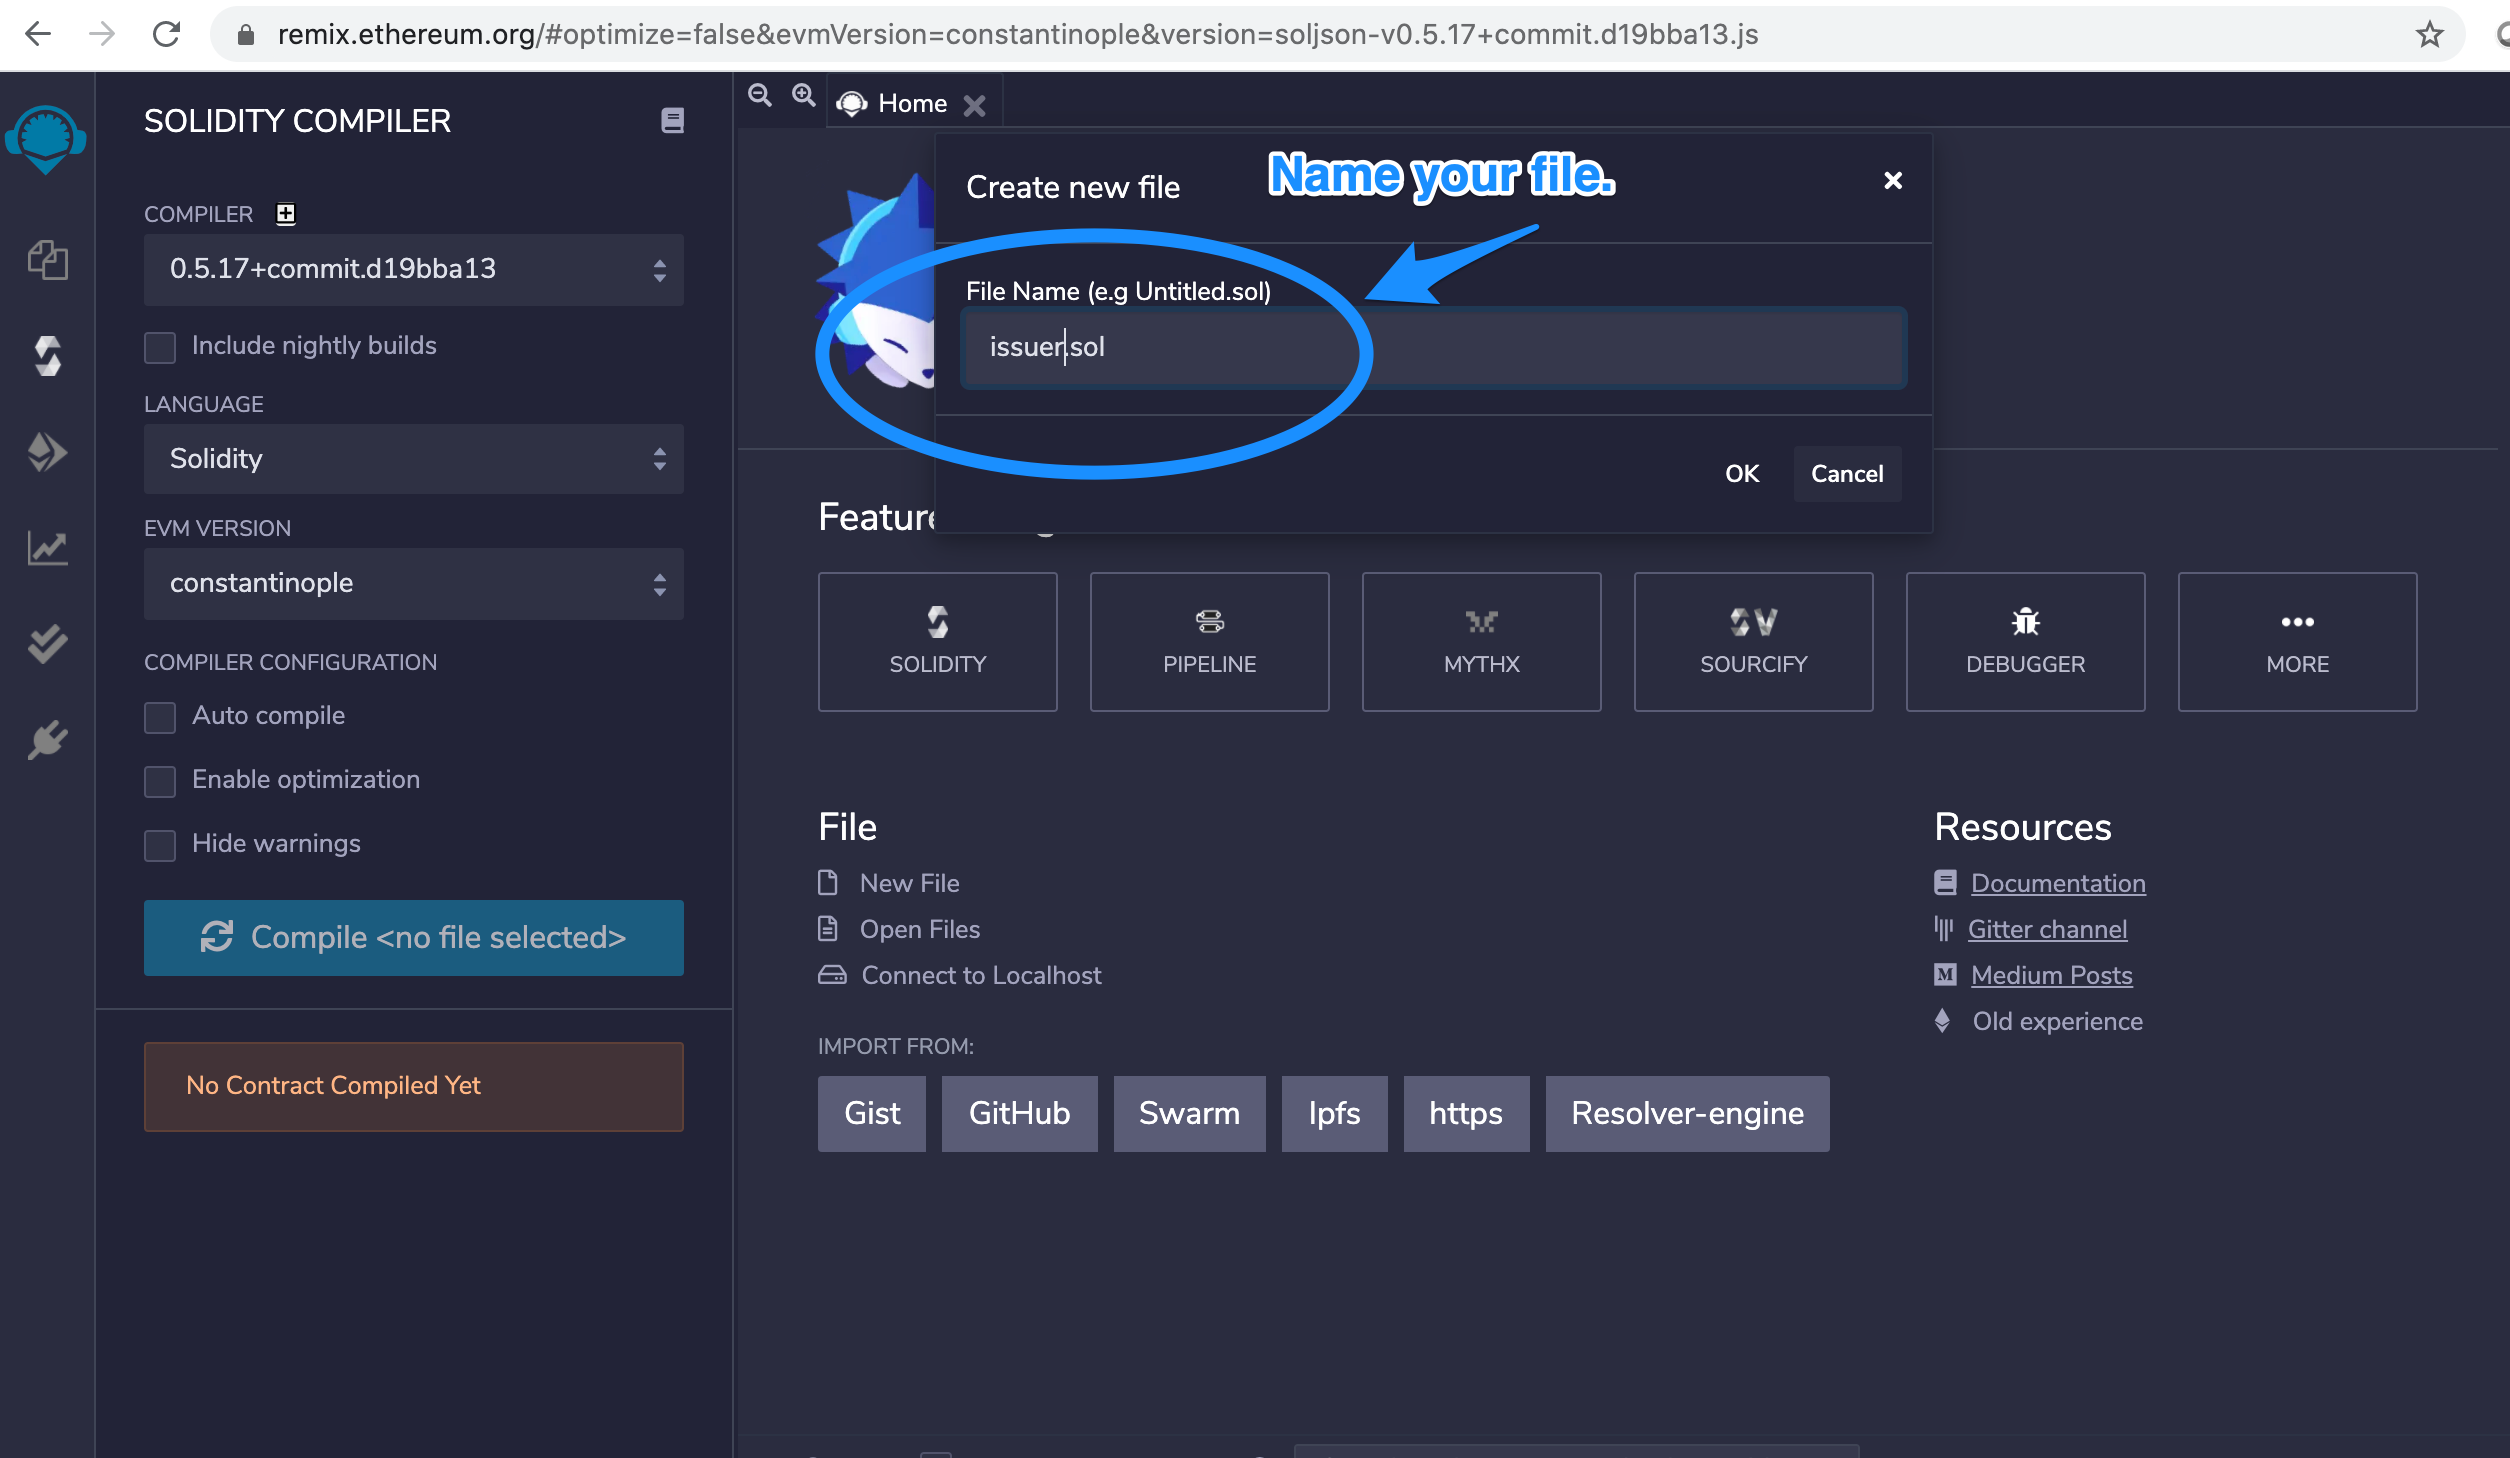 remix.ethereum.org/#optimize=false&evmVersion=constantinople&version=soljson-v0.5.17+commit.d19bba13.js
SOLIDITY COMPILER
COMPILER
0.5.17+commit.d19bba13
Include nightly builds
LANGUAGE
Solidity
EVM VERSION
constantinople
COMPILER CONFIGURATION
Auto compile
Enable optimization
Hide warnings
Compile <no file selected>
No Contract Compiled Yet
Home
Create new file
Name your file.
File Name (e.g Untitled.sol)
issuer.sol
OK
Cancel
SOLIDITY
PIPELINE
MYTHX
SOURCIFY
DEBUGGER
MORE
File
New File
Open Files
Connect to Localhost
IMPORT FROM:
Gist
GitHub
Swarm
Ipfs
https
Resolver-engine
Resources
Documentation
Gitter channel
Medium Posts
Old experience